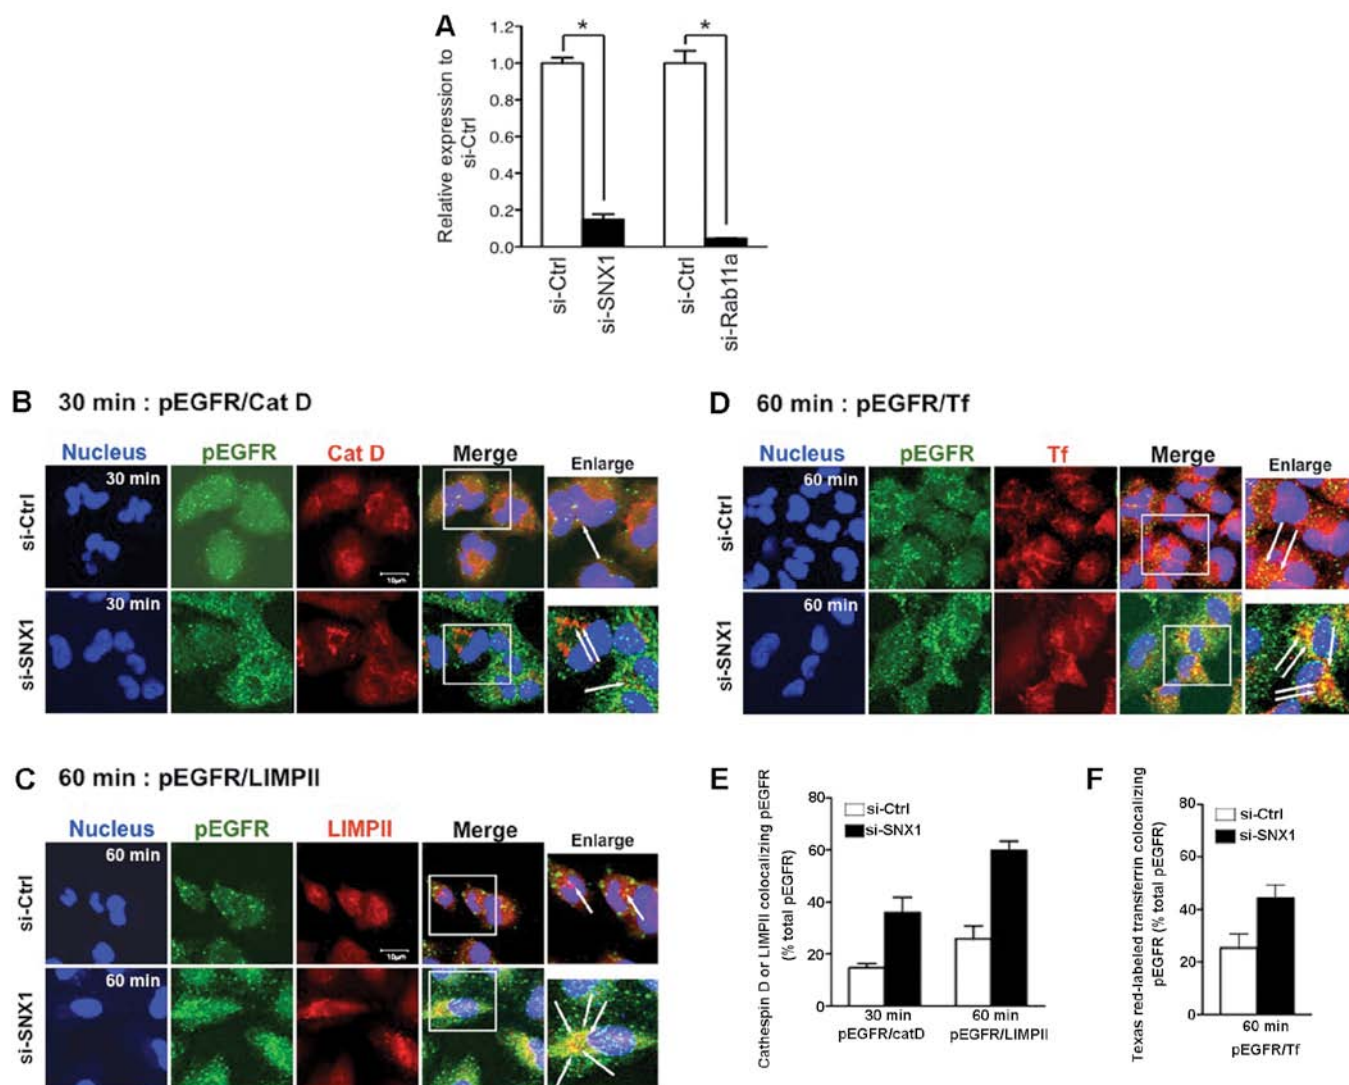 A
Relative expression to
si-Ctrl
1.2
1.0
0.8
0.6
0.4
0.2
0.0
*
*
si-Ctrl
si-SNX1
si-Ctrl
si-Rab11a
B 30 min : pEGFR/Cat D
Nucleus pEGFR Cat D Merge Enlarge
si-Ctrl
30 min
10μm
si-SNX1
30 min
C 60 min : pEGFR/LIMPII
Nucleus pEGFR LIMPII Merge Enlarge
si-Ctrl
60 min
10μm
si-SNX1
60 min
D 60 min : pEGFR/Tf
Nucleus pEGFR Tf Merge Enlarge
si-Ctrl
60 min
si-SNX1
60 min
E
Cathespin D or LIMPII colocalizing pEGFR
(% total pEGFR)
80
60
40
20
0
si-Ctrl
si-SNX1
30 min 60 min
pEGFR/catD pEGFR/LIMPII
F
Texas red-labeled transferrin colocalizing
pEGFR (% total pEGFR)
80
60
40
20
0
si-Ctrl
si-SNX1
60 min
pEGFR/Tf